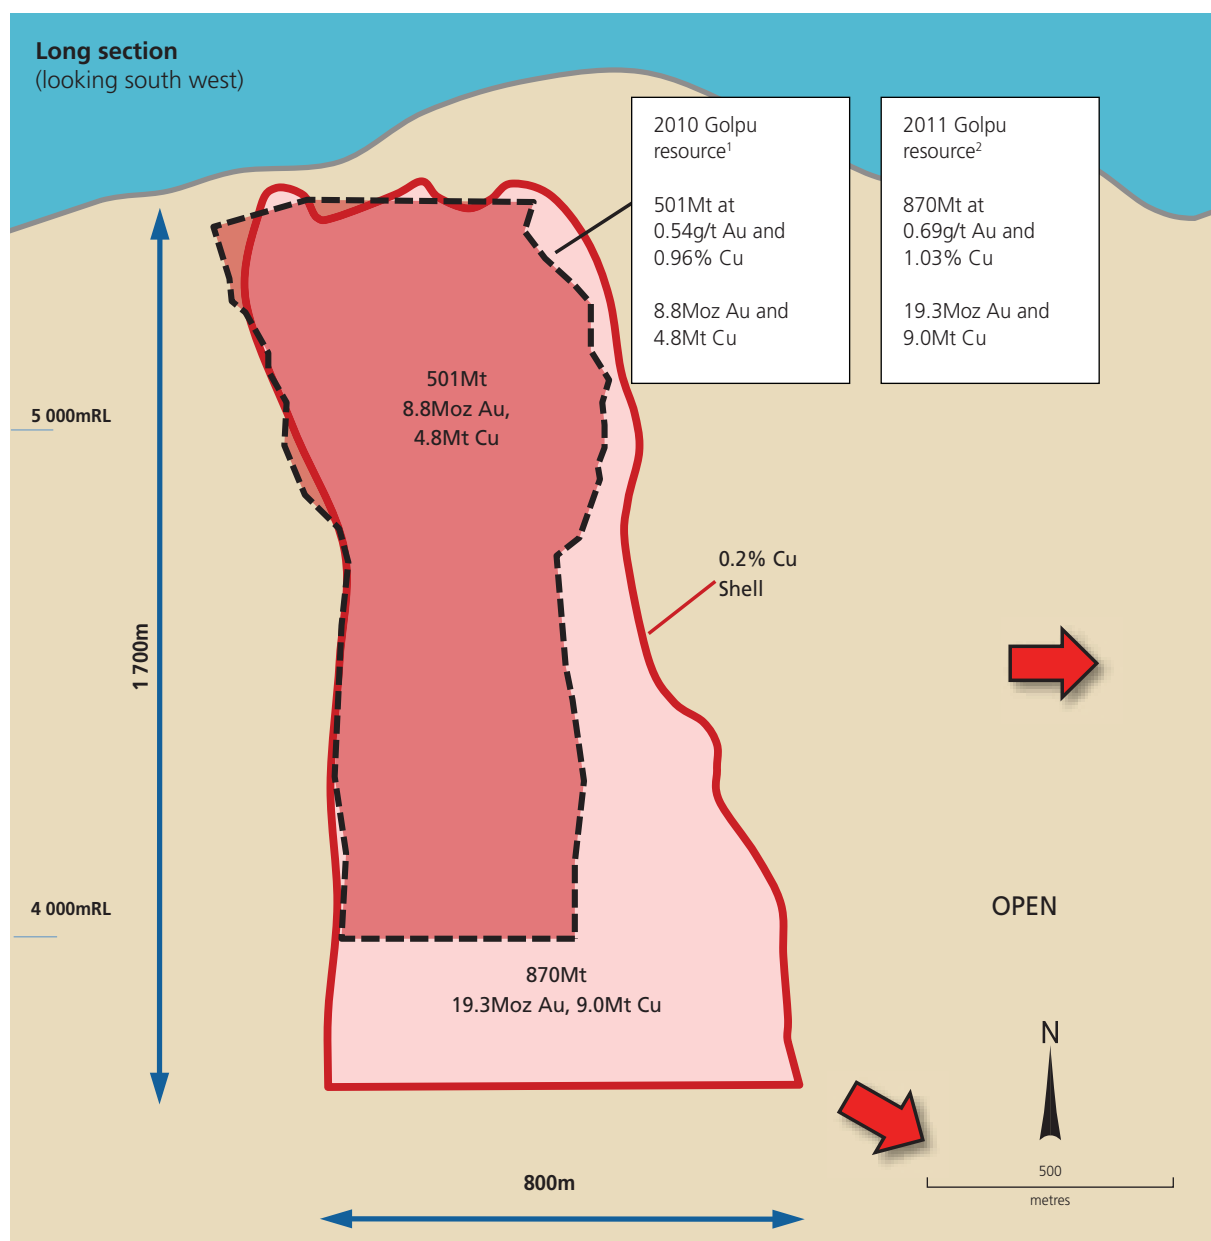 Long section
(looking south west)
2010 Golpu
resource¹
501Mt at
0.54g/t Au and
0.96% Cu
8.8Moz Au and
4.8Mt Cu
2011 Golpu
resource²
870Mt at
0.69g/t Au and
1.03% Cu
19.3Moz Au and
9.0Mt Cu
501Mt
8.8Moz Au,
4.8Mt Cu
5 000mRL
0.2% Cu
Shell
1 700m
4 000mRL
OPEN
870Mt
19.3Moz Au, 9.0Mt Cu
N
800m
500
metres